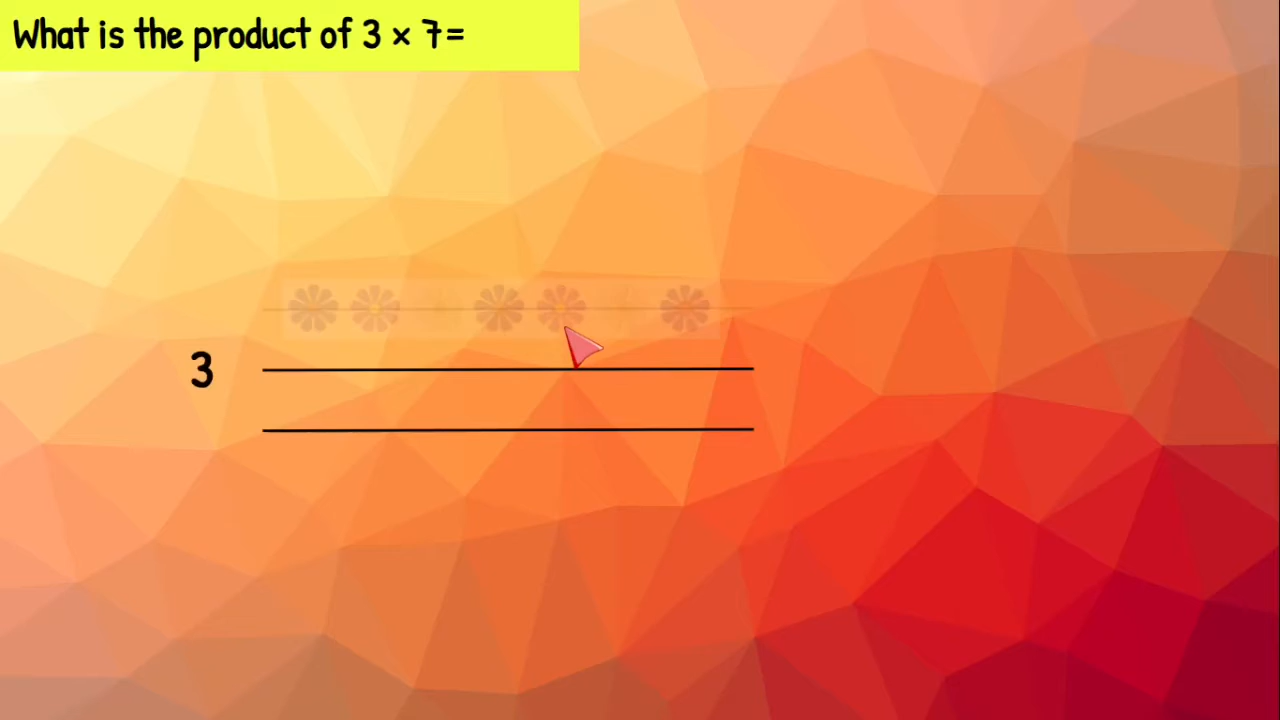 What is the product of 3 × 7=
3